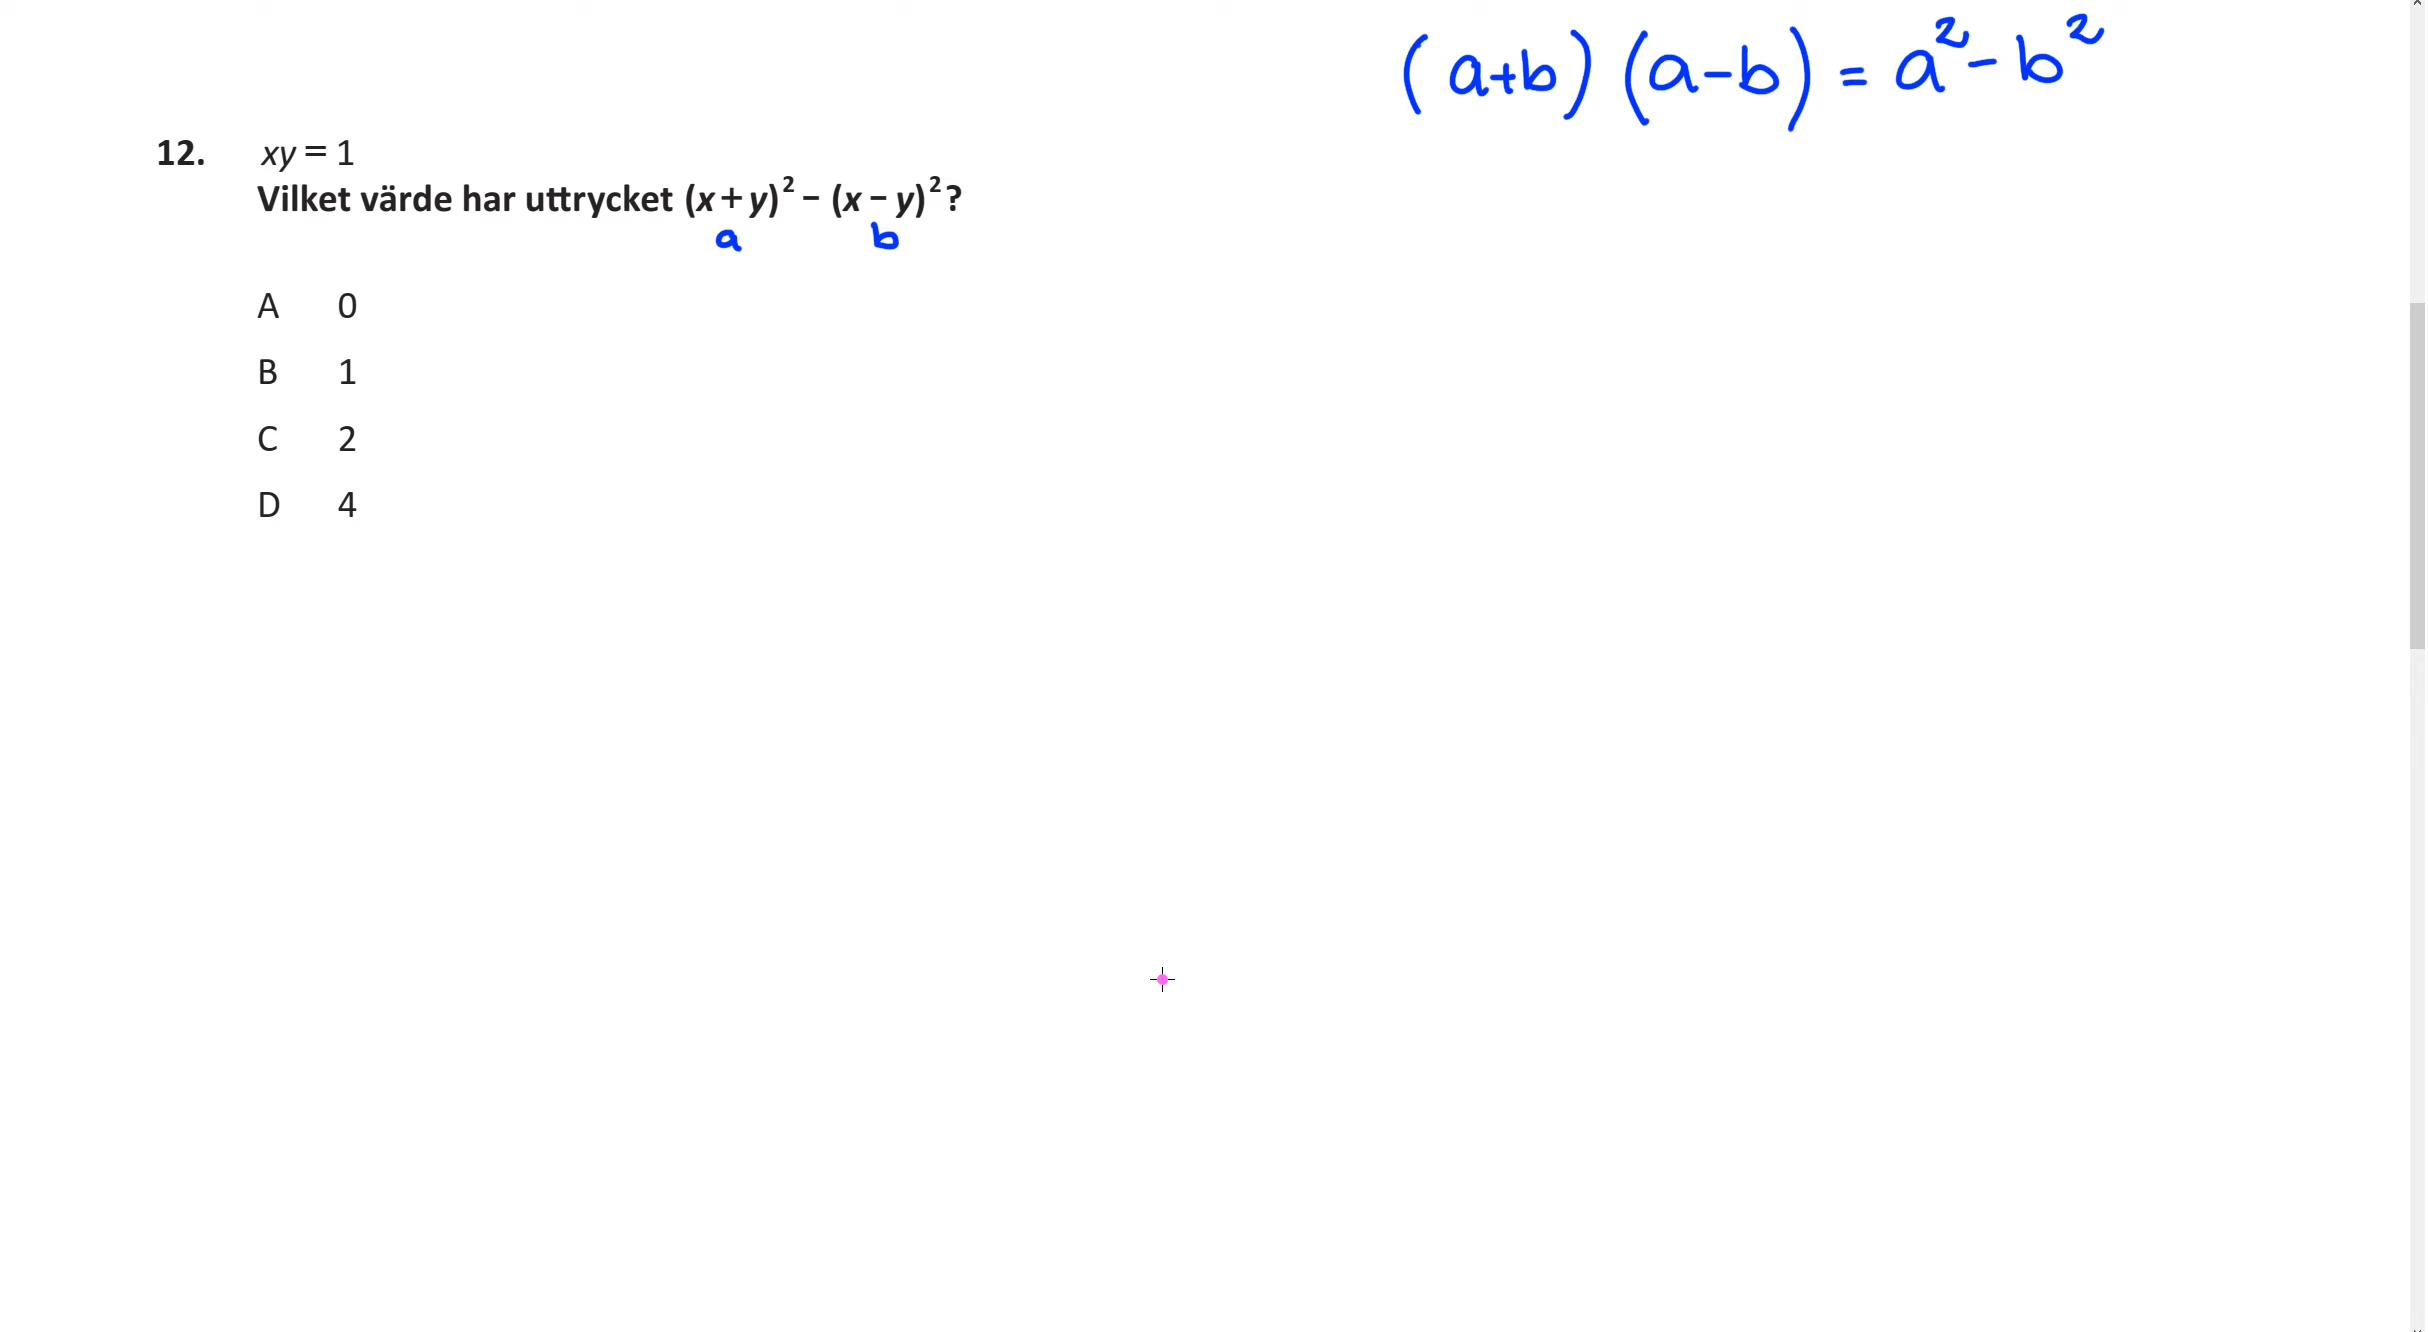 (a+b)(a-b) = a²-b²
12. xy = 1
Vilket värde har uttrycket (x + y)² − (x − y)²?
a b
A 0
B 1
C 2
D 4